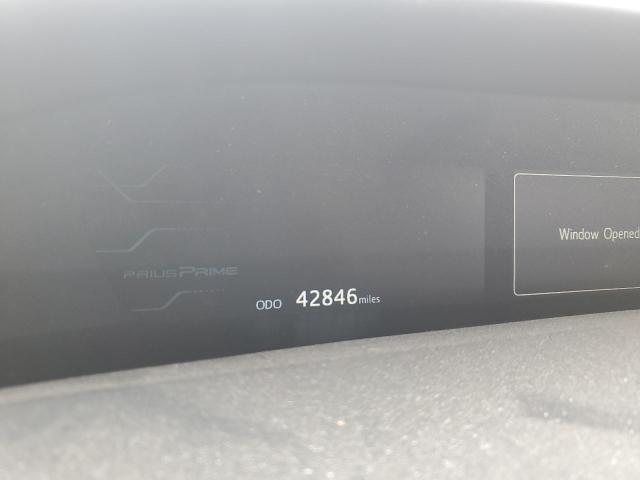 Window Opened
PRIUS PRIME
ODO 42846 miles